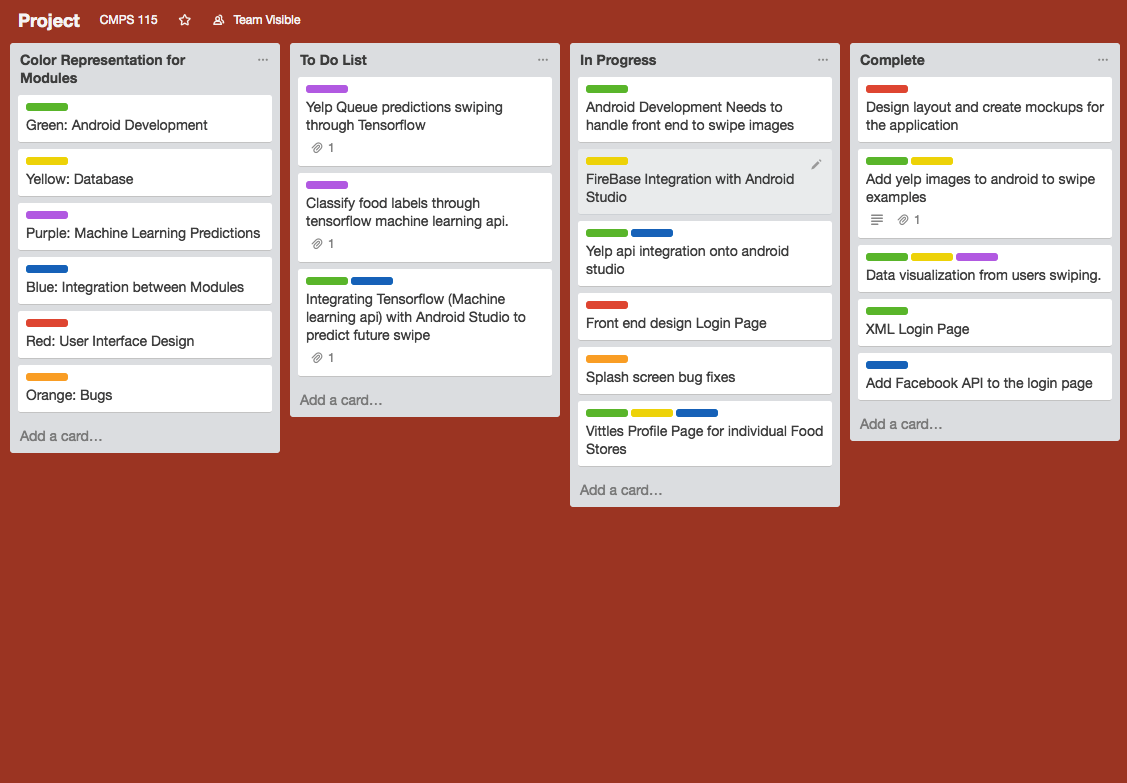 Project CMPS 115 Team Visible
Color Representation for
Modules
Green: Android Development
Yellow: Database
Purple: Machine Learning Predictions
Blue: Integration between Modules
Red: User Interface Design
Orange: Bugs
Add a card…
To Do List
Yelp Queue predictions swiping
through Tensorflow
1
Classify food labels through
tensorflow machine learning api.
1
Integrating Tensorflow (Machine
learning api) with Android Studio to
predict future swipe
1
Add a card…
In Progress
Android Development Needs to
handle front end to swipe images
FireBase Integration with Android
Studio
Yelp api integration onto android
studio
Front end design Login Page
Splash screen bug fixes
Vittles Profile Page for individual Food
Stores
Add a card…
Complete
Design layout and create mockups for
the application
Add yelp images to android to swipe
examples
1
Data visualization from users swiping.
XML Login Page
Add Facebook API to the login page
Add a card…